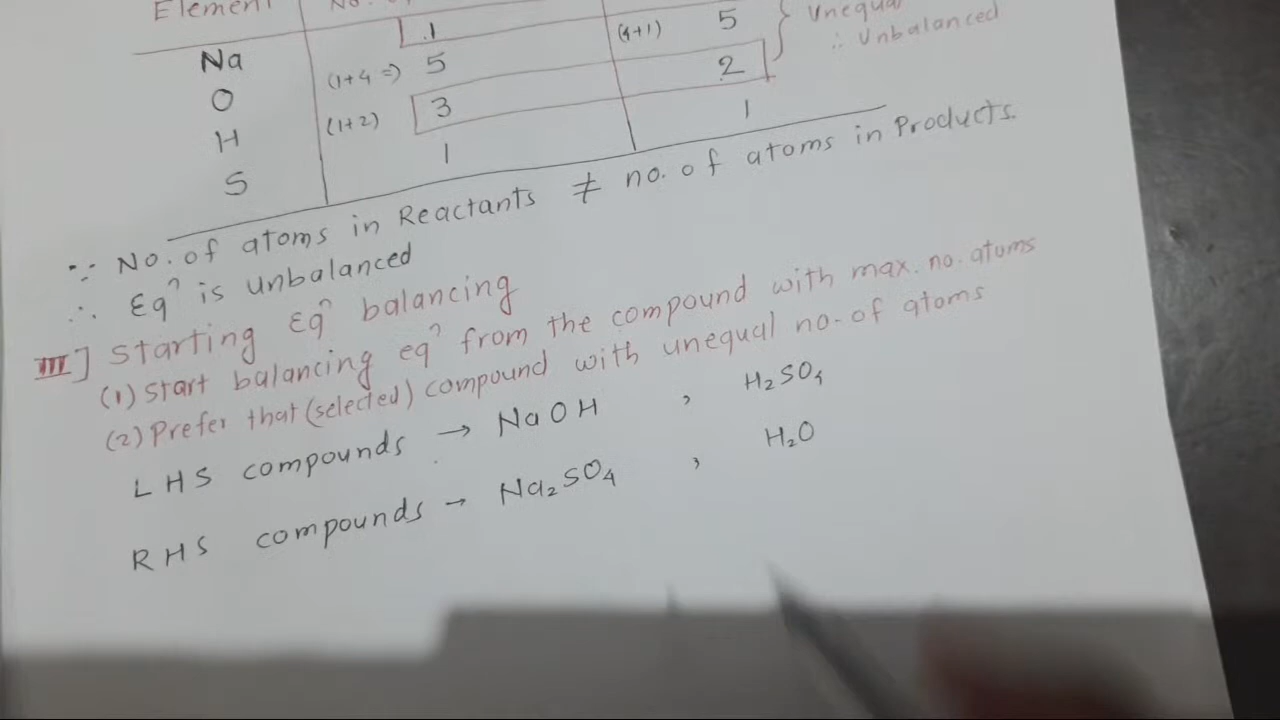 Element No.
Na 1 (4+1) 5 } Unequal
O (1+4 =>) 5 2 ∴ Unbalanced
H (1+2) 3 1
S 1
∵ No. of atoms in Reactants ≠ no. of atoms in Products.
∴ Eqⁿ is unbalanced
III] Starting Eqⁿ balancing
(1) Start balancing eqⁿ from the compound with max. no. atoms
(2) Prefer that (selected) compound with unequal no. of atoms
LHS compounds → NaOH , H₂SO₄
RHS compounds → Na₂SO₄ , H₂O